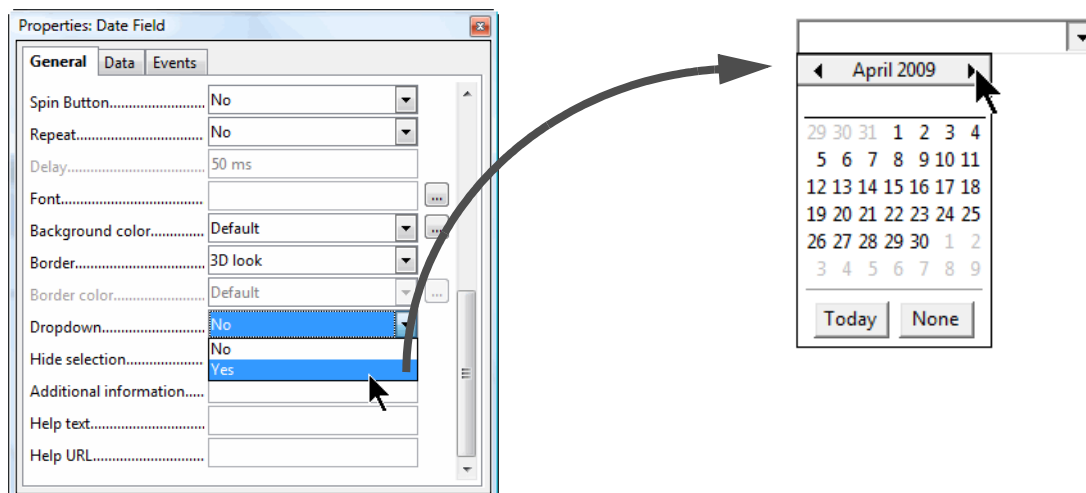 Properties: Date Field
General Data Events
Spin Button......................... No
Repeat................................. No
Delay.................................... 50 ms
Font..................................... ...
Background color.............. Default ...
Border.................................. 3D look
Border color........................ Default ...
Dropdown........................... No
No
Hide selection.....................
Yes
Additional information.....
Help text..............................
Help URL.............................
April 2009
29 30 31 1 2 3 4
5 6 7 8 9 10 11
12 13 14 15 16 17 18
19 20 21 22 23 24 25
26 27 28 29 30 1 2
3 4 5 6 7 8 9
Today None